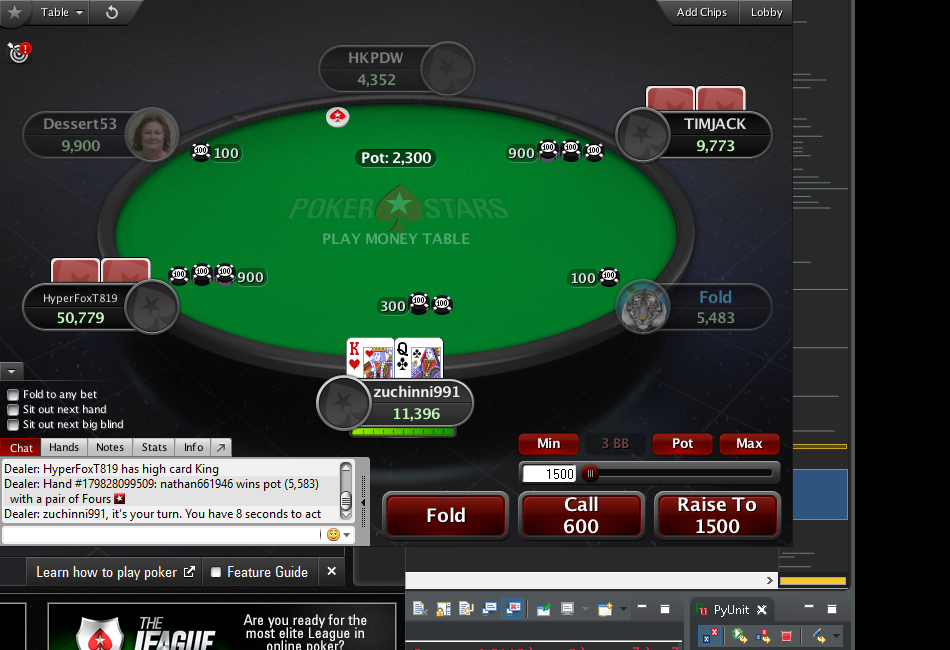 Table
Add Chips
Lobby
HKPDW
4,352
Dessert53
9,900
TIMJACK
9,773
100
Pot: 2,300
900
POKER STARS
PLAY MONEY TABLE
HyperFoxT819
50,779
900
300
100
Fold
5,483
K
Q
zuchinni991
11,396
Fold to any bet
Sit out next hand
Sit out next big blind
Chat
Hands
Notes
Stats
Info
Min
3 BB
Pot
Max
1500
Dealer: HyperFoxT819 has high card King
Dealer: Hand #179828099509: nathan661946 wins pot (5,583)
with a pair of Fours
Dealer: zuchinni991, it's your turn. You have 8 seconds to act
Fold
Call
600
Raise To
1500
Learn how to play poker
Feature Guide
THE
LEAGUE
Are you ready for the
most elite League in
online poker?
PyUnit